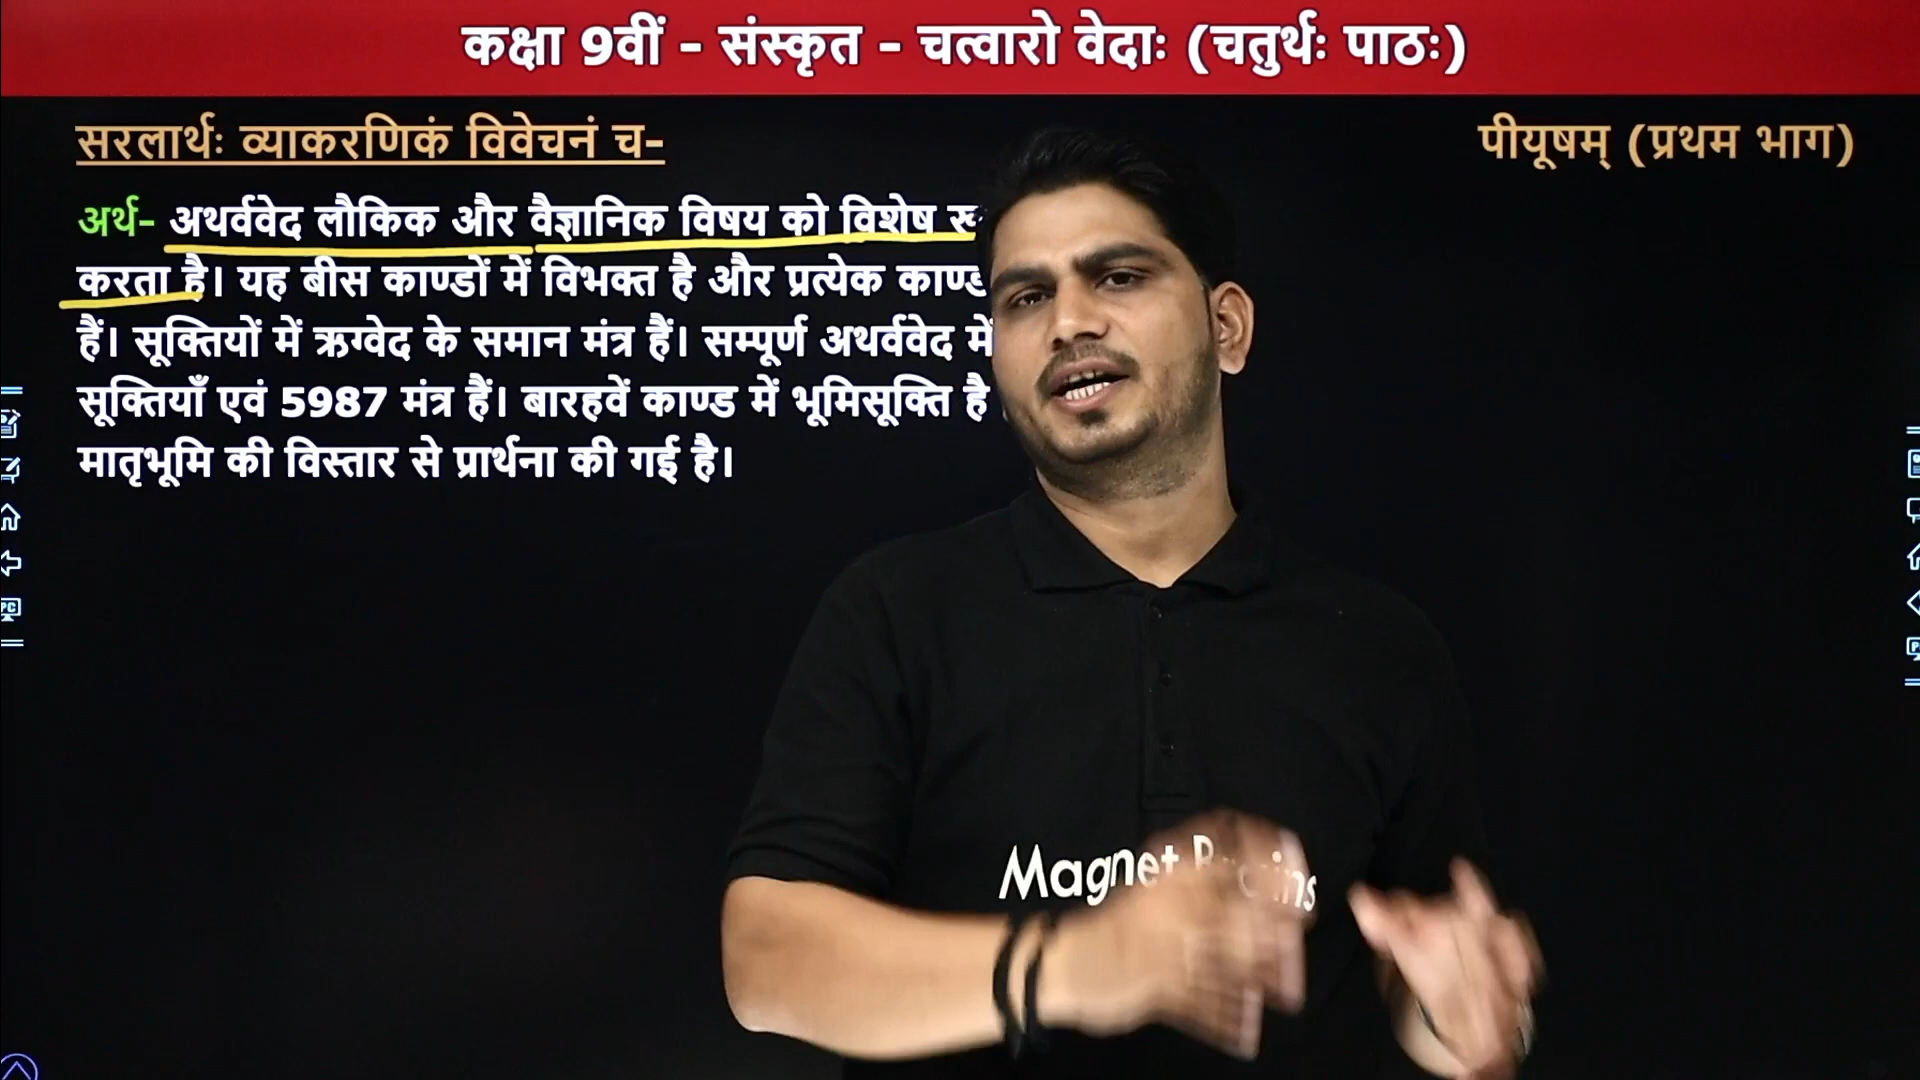 कक्षा 9वीं - संस्कृत - चत्वारो वेदाः (चतुर्थः पाठः)
सरलार्थः व्याकरणिकं विवेचनं च-
पीयूषम् (प्रथम भाग)
अर्थ- अथर्ववेद लौकिक और वैज्ञानिक विषय को विशेष
करता है। यह बीस काण्डों में विभक्त है और प्रत्येक काण्ड
हैं। सूक्तियों में ऋग्वेद के समान मंत्र हैं। सम्पूर्ण अथर्ववेद में
सूक्तियाँ एवं 5987 मंत्र हैं। बारहवें काण्ड में भूमिसूक्ति है
मातृभूमि की विस्तार से प्रार्थना की गई है।
Magnet Brains